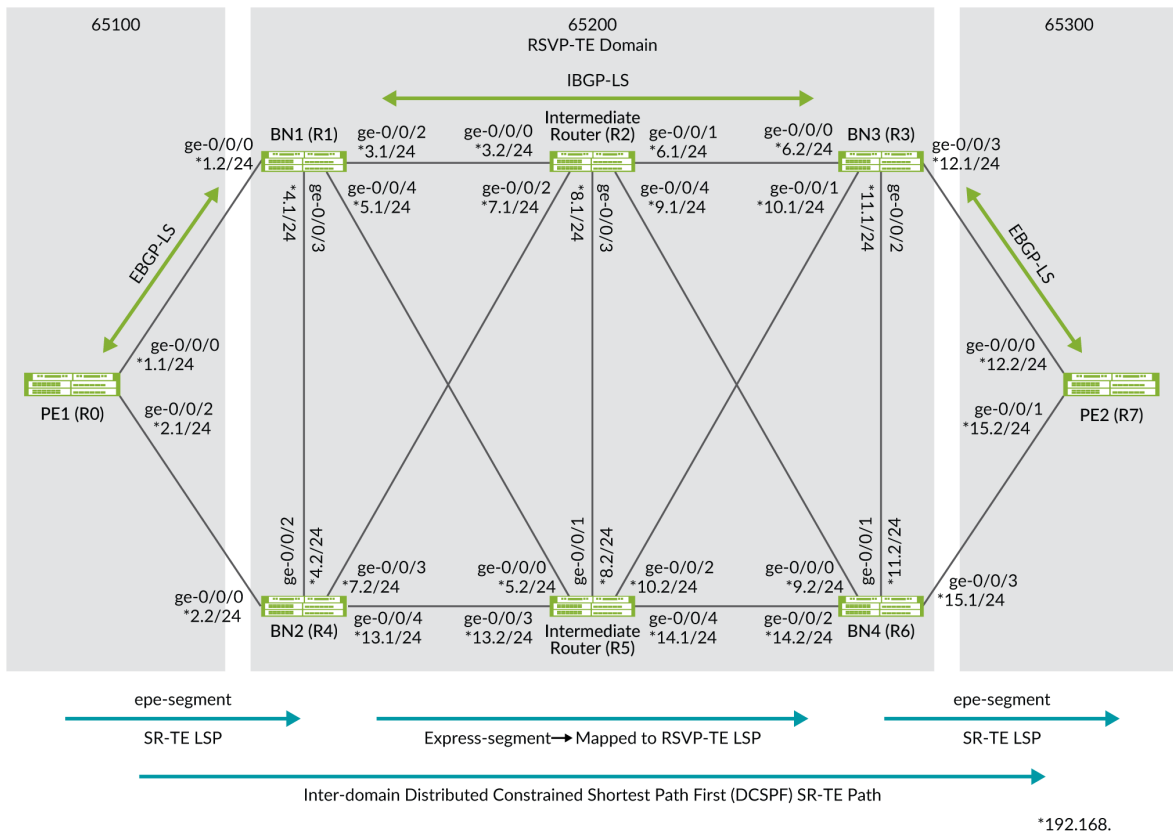 65100
65200
65300
RSVP-TE Domain
IBGP-LS
BN1 (R1)
ge-0/0/2
*3.1/24
ge-0/0/0
*3.2/24
Intermediate
Router (R2)
ge-0/0/1
*6.1/24
ge-0/0/0
*6.2/24
BN3 (R3)
ge-0/0/0
*1.2/24
ge-0/0/3
*12.1/24
*4.1/24
ge-0/0/3
ge-0/0/4
*5.1/24
ge-0/0/2
*7.1/24
*8.1/24
ge-0/0/3
ge-0/0/4
*9.1/24
ge-0/0/1
*10.1/24
*11.1/24
ge-0/0/2
EBGP-LS
EBGP-LS
ge-0/0/0
*1.1/24
PE1 (R0)
ge-0/0/2
*2.1/24
ge-0/0/0
*12.2/24
PE2 (R7)
ge-0/0/1
*15.2/24
ge-0/0/2
*4.2/24
ge-0/0/3
*7.2/24
ge-0/0/0
*5.2/24
ge-0/0/1
*8.2/24
ge-0/0/2
*10.2/24
ge-0/0/0
*9.2/24
ge-0/0/1
*11.2/24
ge-0/0/3
*15.1/24
ge-0/0/0
*2.2/24
BN2 (R4)
ge-0/0/4
*13.1/24
ge-0/0/3
*13.2/24
Intermediate
Router (R5)
ge-0/0/4
*14.1/24
ge-0/0/2
*14.2/24
BN4 (R6)
epe-segment
SR-TE LSP
Express-segment→Mapped to RSVP-TE LSP
epe-segment
SR-TE LSP
Inter-domain Distributed Constrained Shortest Path First (DCSPF) SR-TE Path
*192.168.